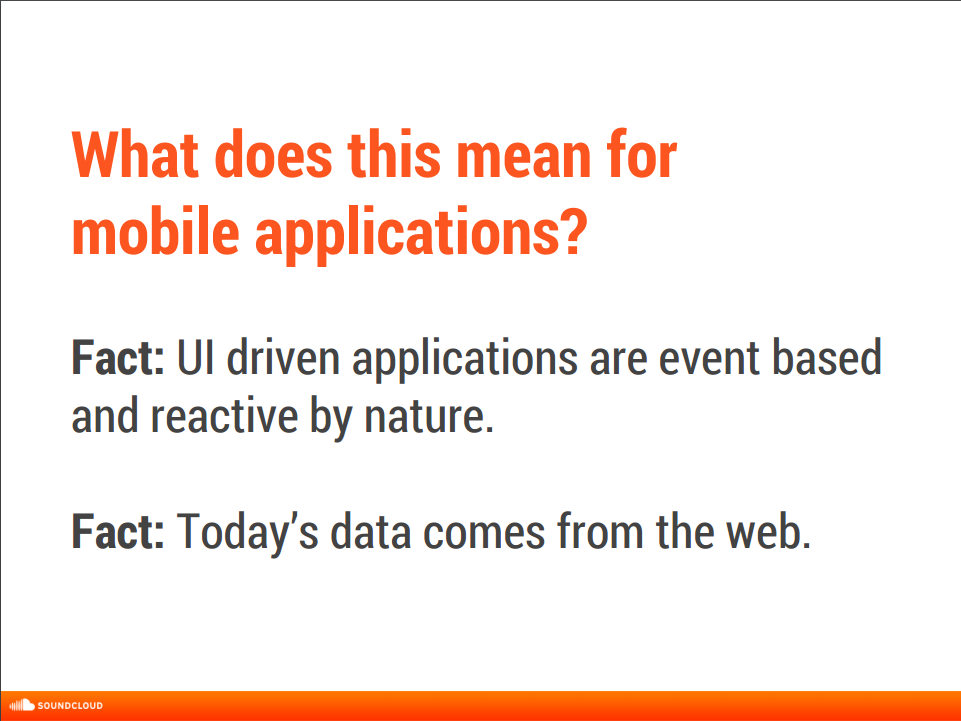 What does this mean for
mobile applications?
Fact: UI driven applications are event based
and reactive by nature.
Fact: Today’s data comes from the web.
SOUNDCLOUD